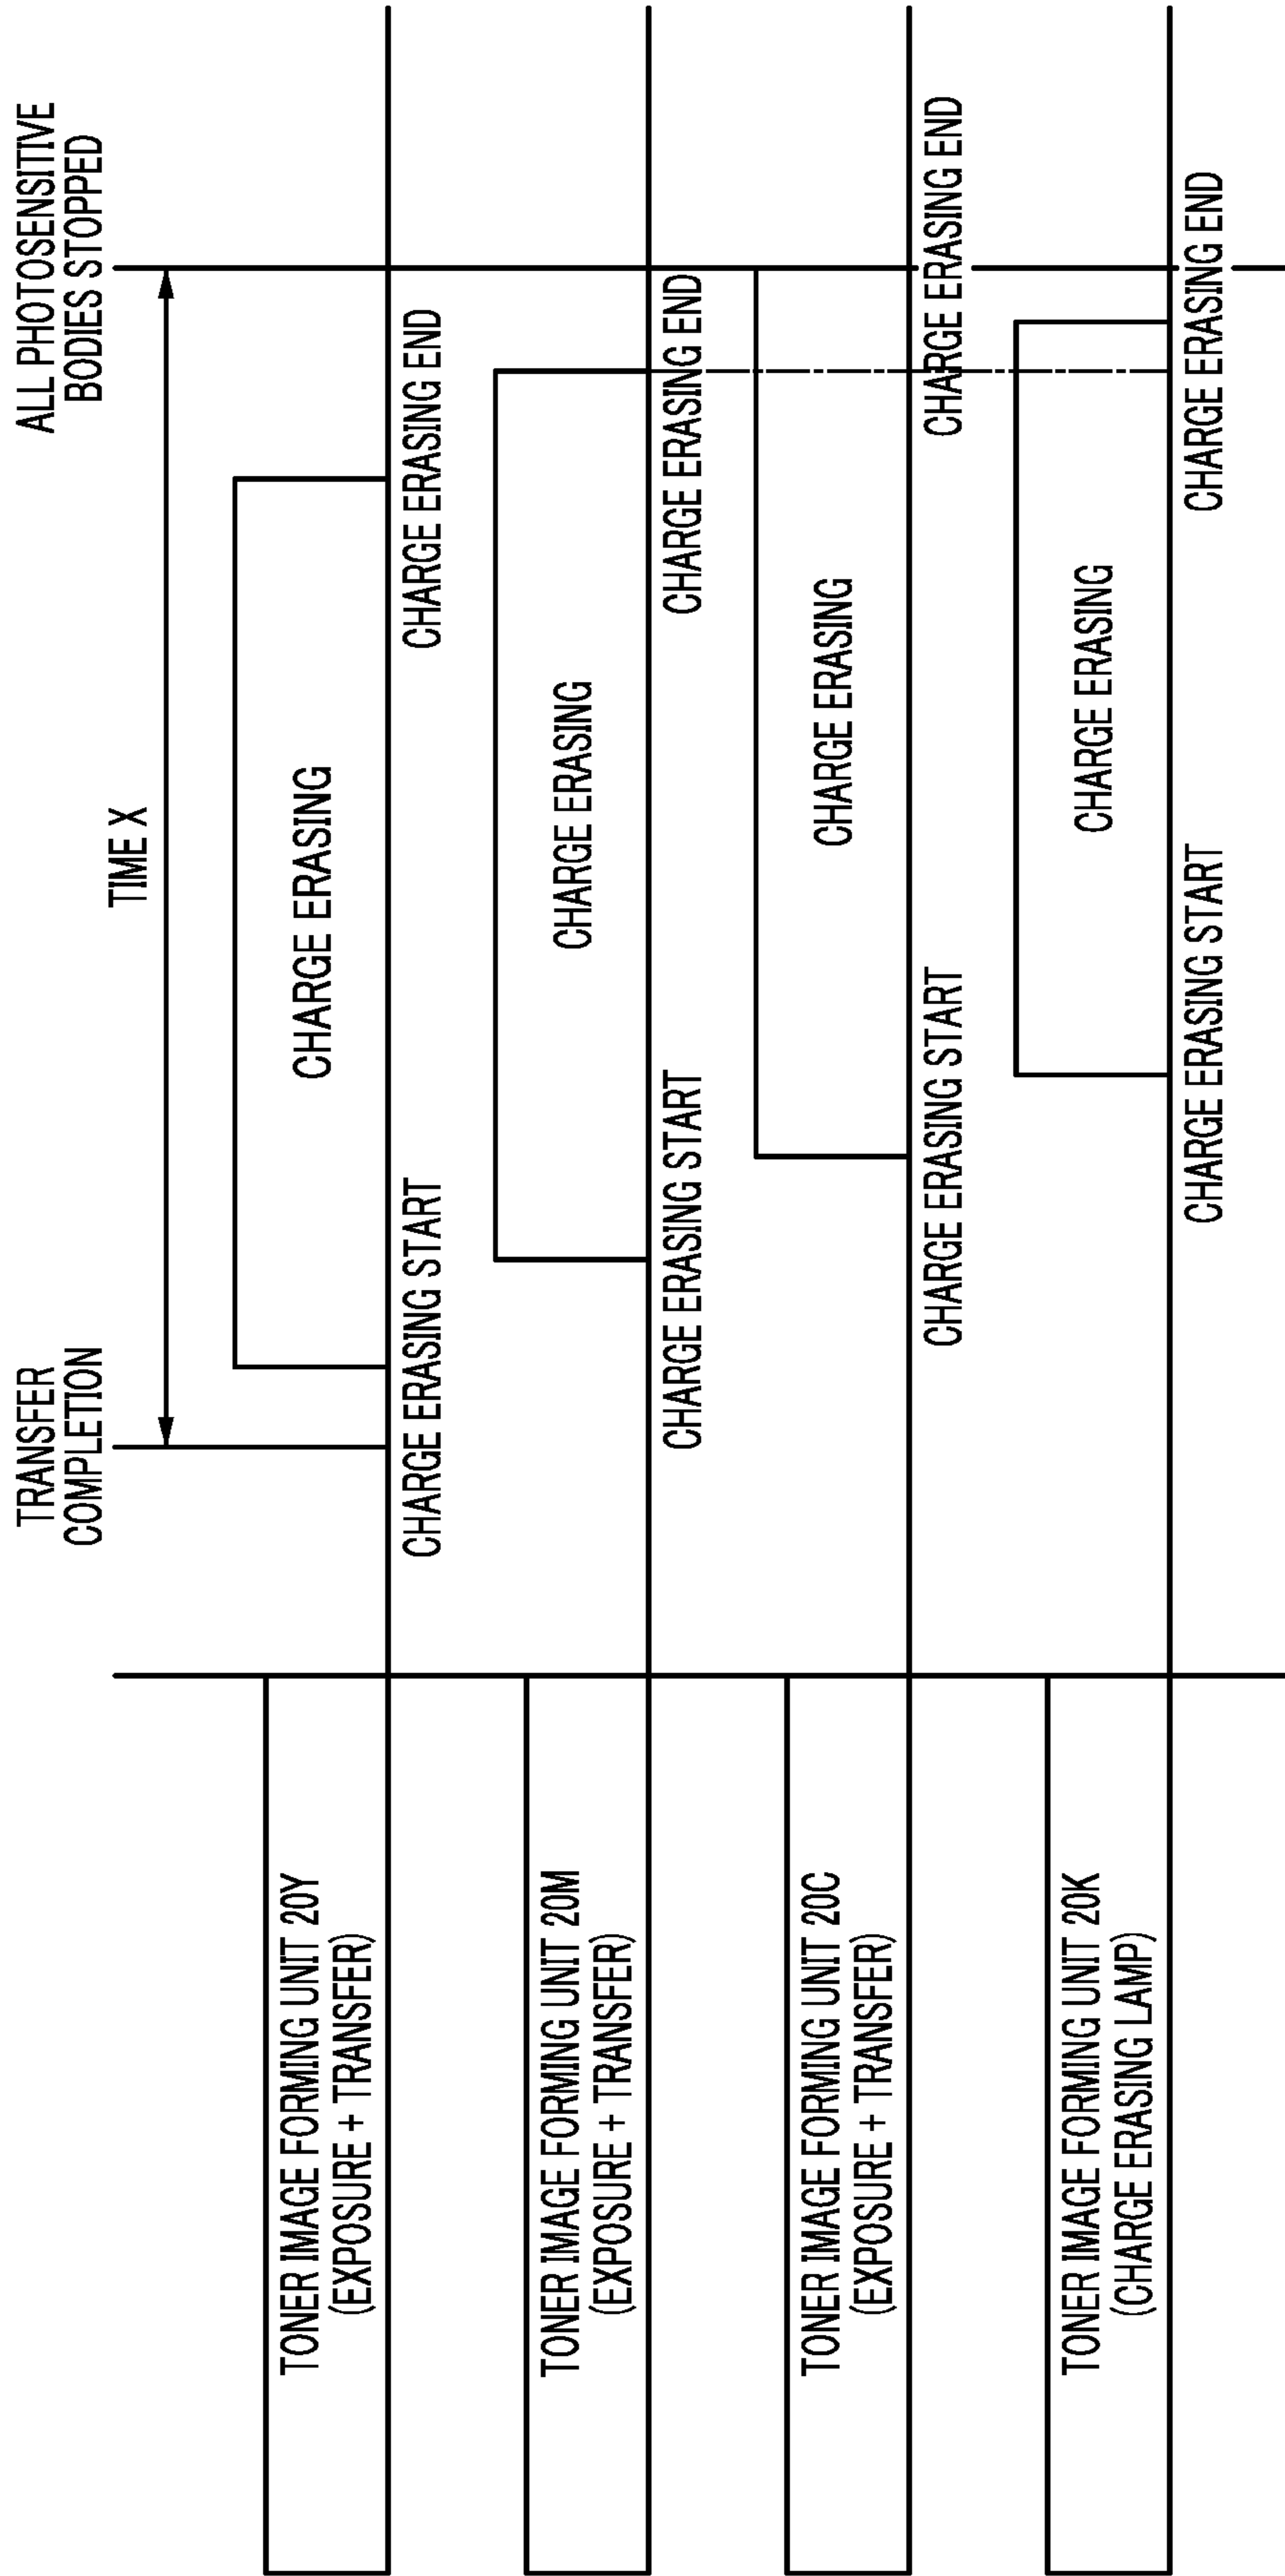 TRANSFER
COMPLETION
ALL PHOTOSENSITIVE
BODIES STOPPED
TIME X
TONER IMAGE FORMING UNIT 20Y
(EXPOSURE + TRANSFER)
CHARGE ERASING
CHARGE ERASING START
CHARGE ERASING END
TONER IMAGE FORMING UNIT 20M
(EXPOSURE + TRANSFER)
CHARGE ERASING
CHARGE ERASING START
CHARGE ERASING END
TONER IMAGE FORMING UNIT 20C
(EXPOSURE + TRANSFER)
CHARGE ERASING
CHARGE ERASING START
CHARGE ERASING END
TONER IMAGE FORMING UNIT 20K
(CHARGE ERASING LAMP)
CHARGE ERASING
CHARGE ERASING START
CHARGE ERASING END